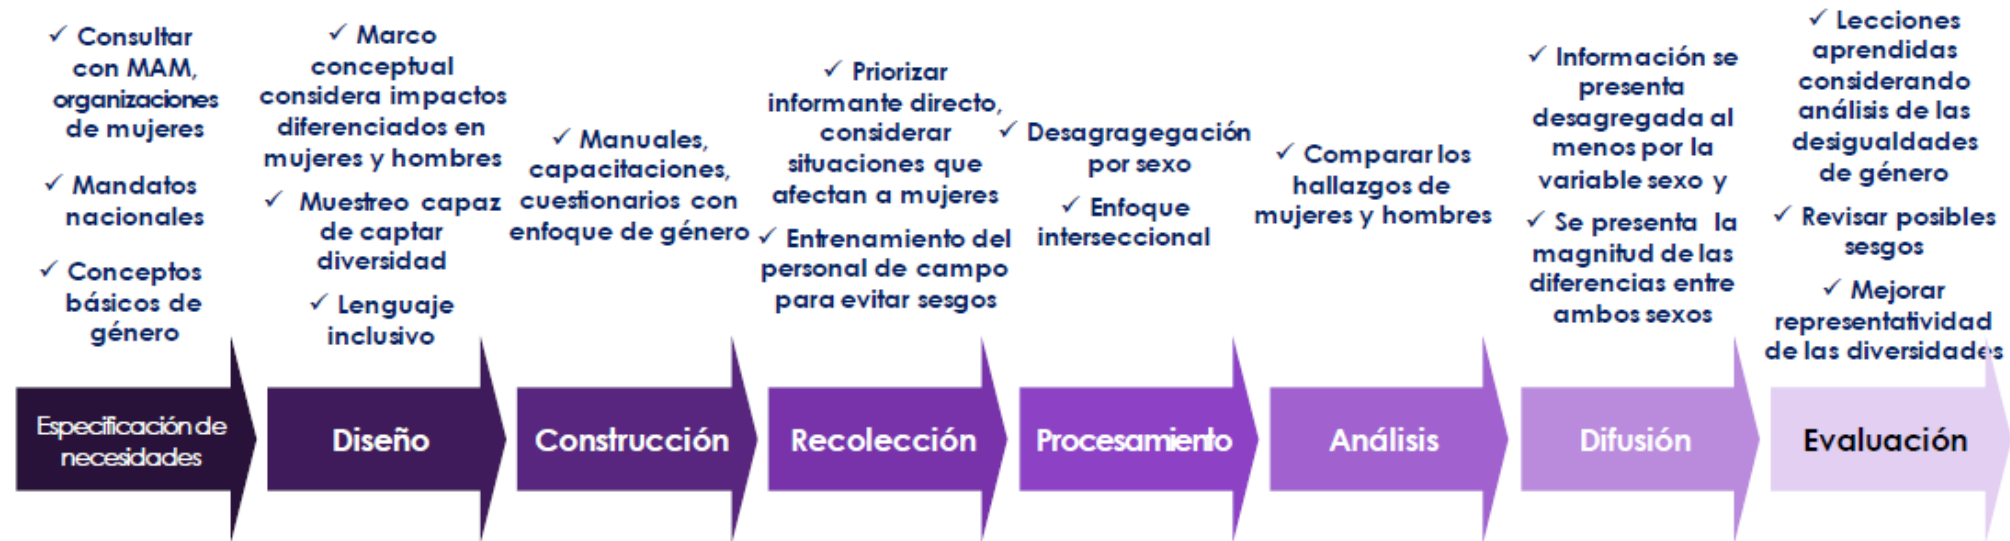 ✓ Consultar
con MAM,
organizaciones
de mujeres
✓ Mandatos
nacionales
✓ Conceptos
básicos de
género
Especificación de
necesidades
✓ Marco
conceptual
considera impactos
diferenciados en
mujeres y hombres
✓ Muestreo capaz
de captar
diversidad
✓ Lenguaje
inclusivo
Diseño
✓ Manuales,
capacitaciones,
cuestionarios con
enfoque de género
Construcción
✓ Priorizar
informante directo,
considerar
situaciones que
afectan a mujeres
✓ Entrenamiento del
personal de campo
para evitar sesgos
Recolección
✓ Desagragegación
por sexo
✓ Enfoque
interseccional
Procesamiento
✓ Comparar los
hallazgos de
mujeres y hombres
Análisis
✓ Información se
presenta
desagregada al
menos por la
variable sexo y
✓ Se presenta la
magnitud de las
diferencias entre
ambos sexos
Difusión
✓ Lecciones
aprendidas
considerando
análisis de las
desigualdades
de género
✓ Revisar posibles
sesgos
✓ Mejorar
representatividad
de las diversidades
Evaluación